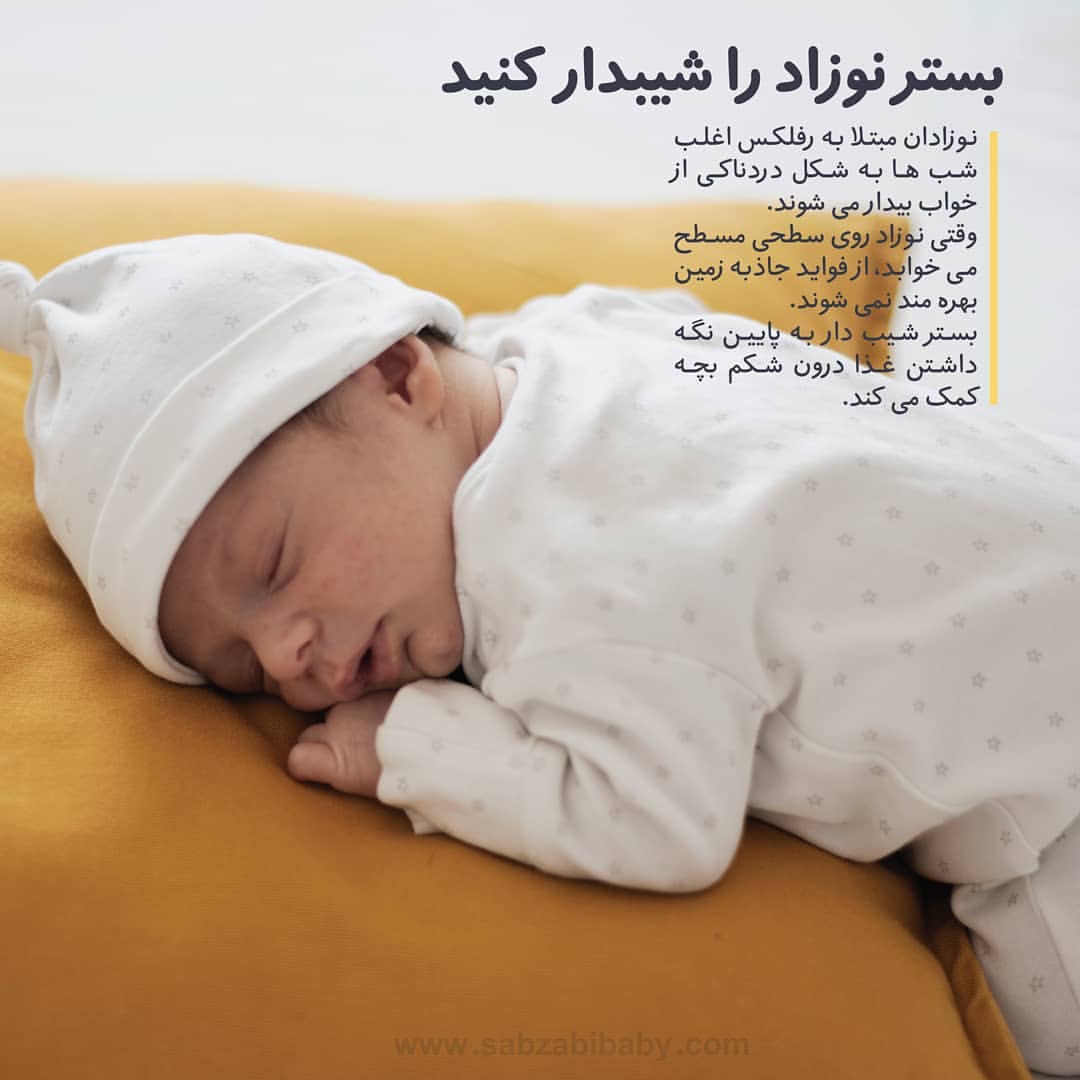 بستر نوزاد را شیبدار کنید
نوزادان مبتلا به رفلکس اغلب
شب ها به شکل دردناکی از
خواب بیدار می شوند.
وقتی نوزاد روی سطحی مسطح
می خوابد، از فواید جاذبه زمین
بهره مند نمی شوند.
بستر شیب دار به پایین نگه
داشتن غذا درون شکم بچه
کمک می کند.
www.sabzabibaby.com